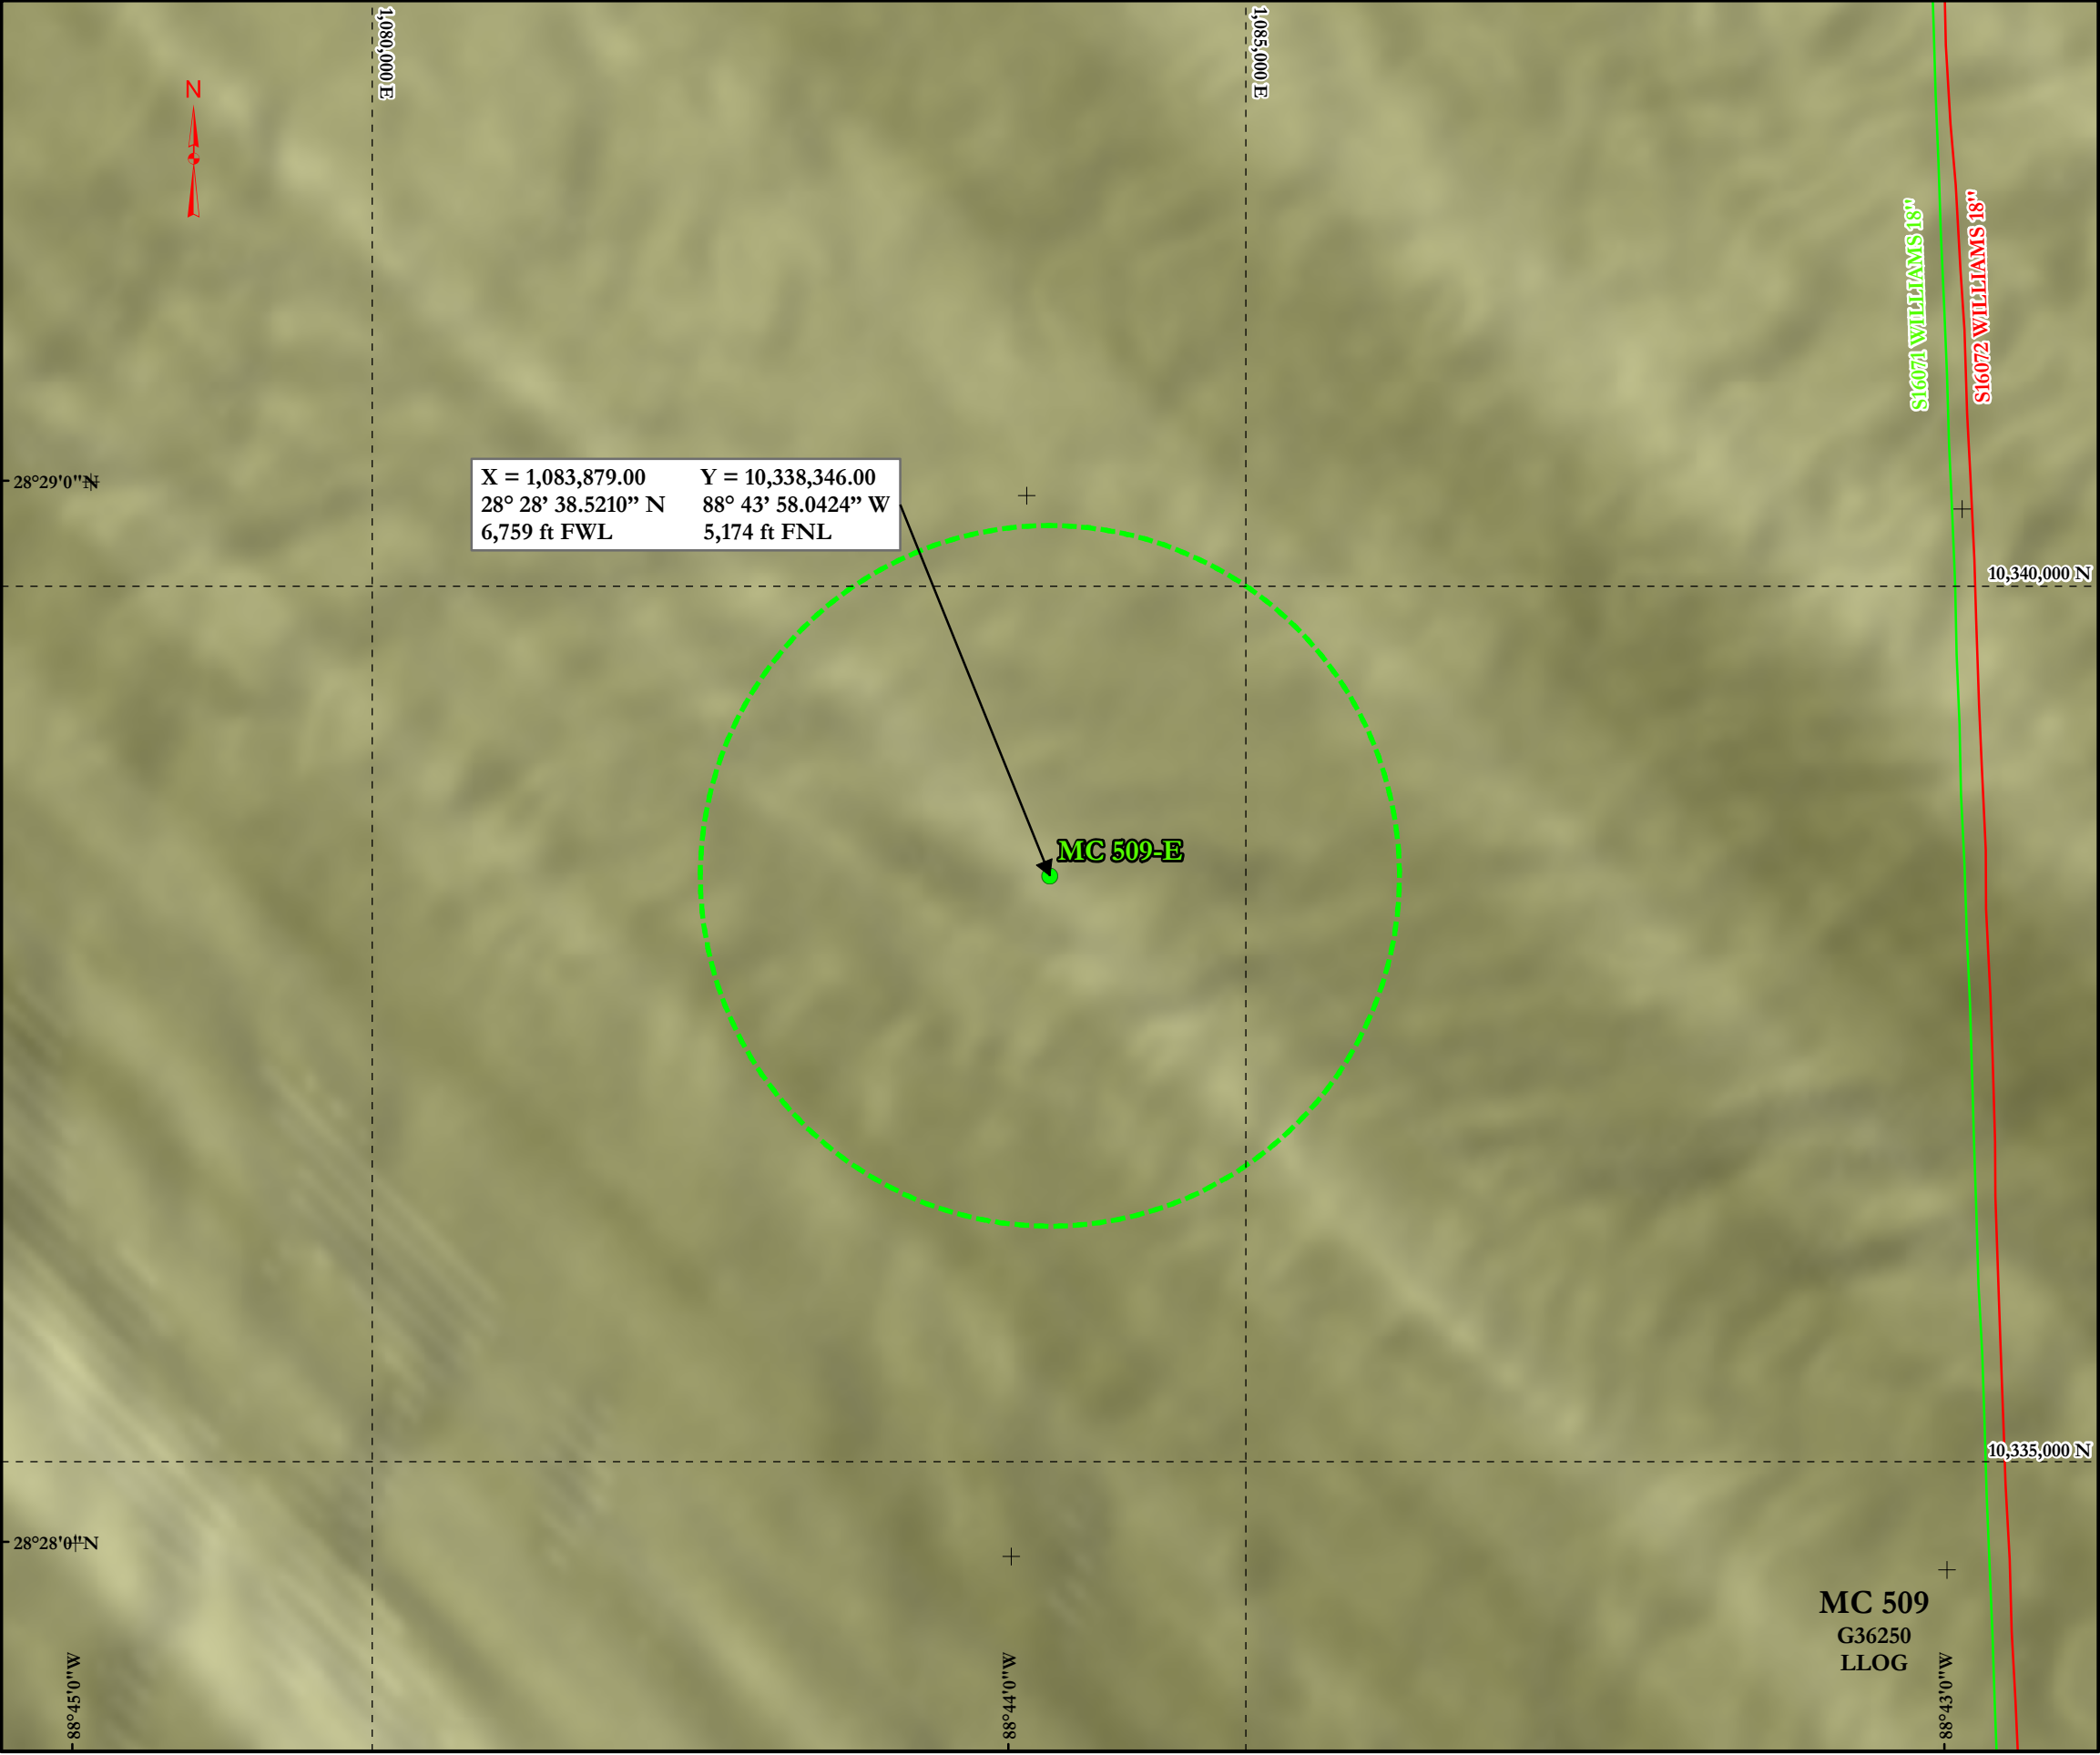 1,080,000 E
1,085,000 E
N
S16071 WILLIAMS 18"
S16072 WILLIAMS 18"
28°29'0"N
X = 1,083,879.00 Y = 10,338,346.00
28° 28’ 38.5210” N 88° 43’ 58.0424” W
6,759 ft FWL 5,174 ft FNL
10,340,000 N
MC 509-E
10,335,000 N
28°28'0"N
MC 509
G36250
LLOG
88°45'0"W
88°44'0"W
88°43'0"W